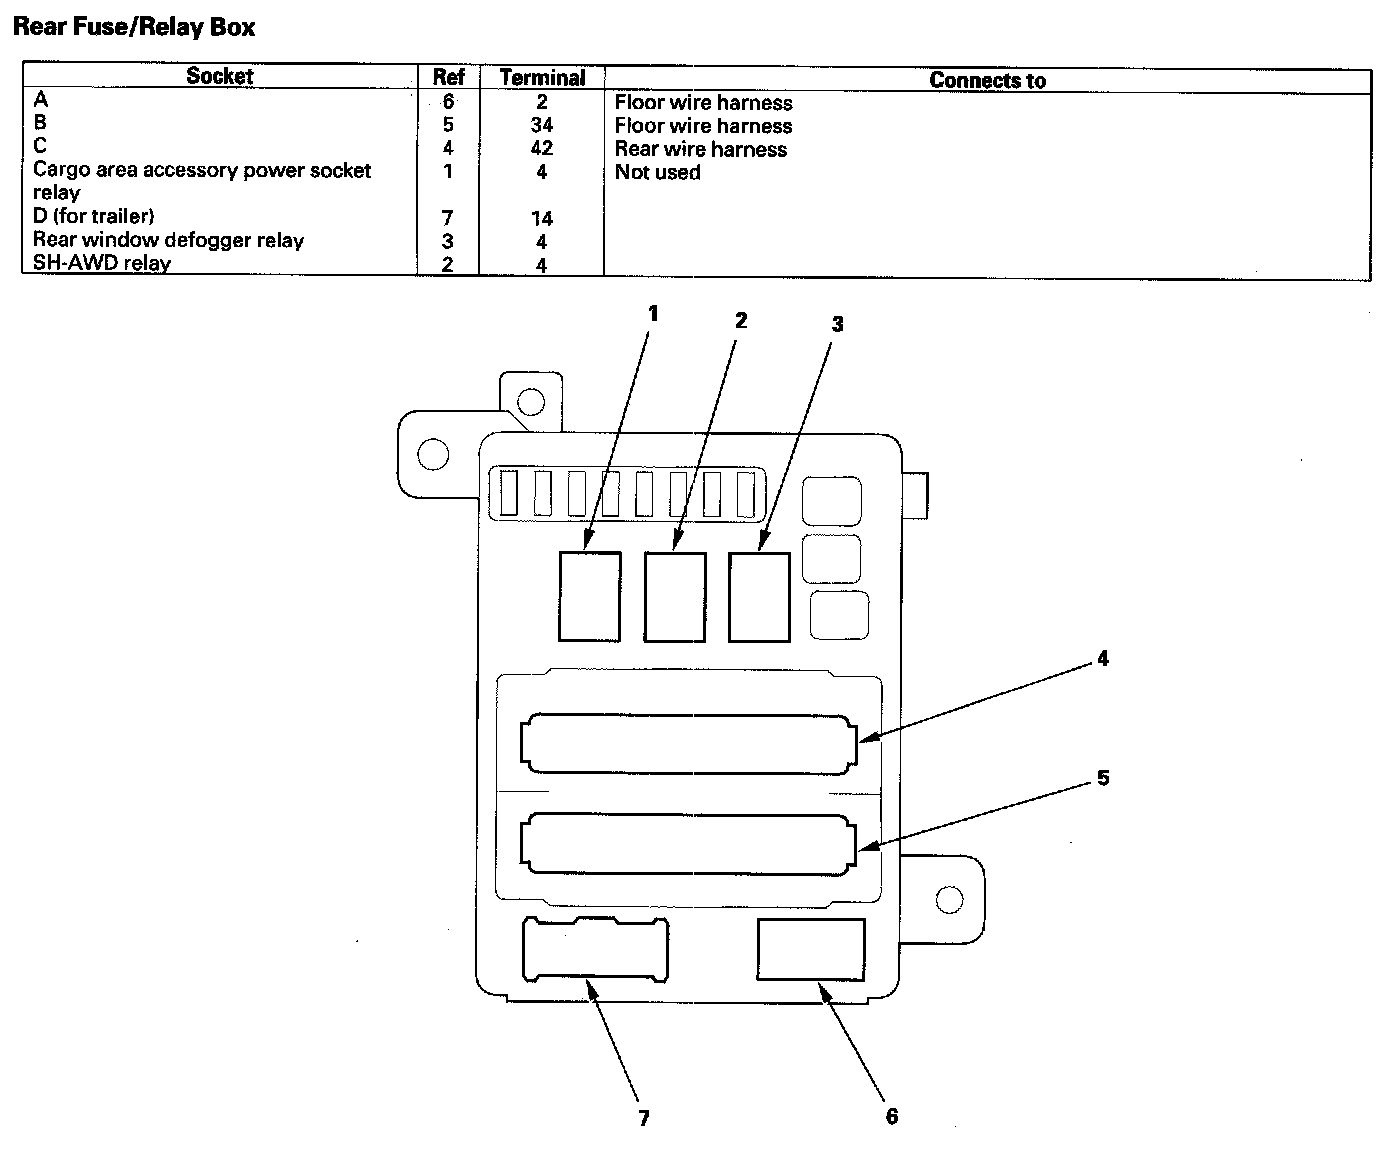 Rear Fuse/Relay Box
Socket Ref Terminal Connects to
A 6 2 Floor wire harness
B 5 34 Floor wire harness
C 4 42 Rear wire harness
Cargo area accessory power socket 1 4 Not used
relay
D (for trailer) 7 14
Rear window defogger relay 3 4
SH-AWD relay 2 4
1
2
3
4
5
7
6